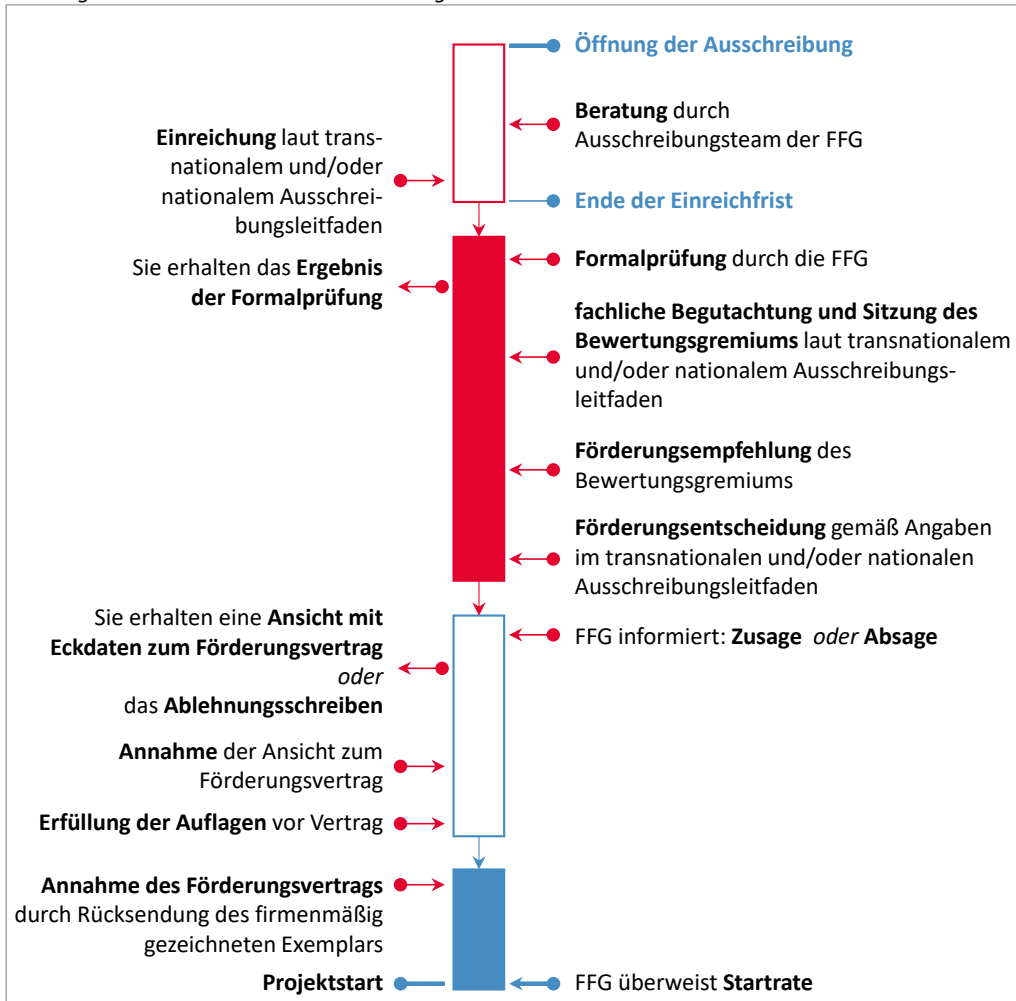 Öffnung der Ausschreibung
Beratung durch
Ausschreibungsteam der FFG
Einreichung laut trans-
nationalem und/oder
nationalem Ausschrei-
bungsleitfaden
Ende der Einreichfrist
Formalprüfung durch die FFG
Sie erhalten das Ergebnis
der Formalprüfung
fachliche Begutachtung und Sitzung des
Bewertungsgremiums laut transnationalem
und/oder nationalem Ausschreibungs-
leitfaden
Förderungsempfehlung des
Bewertungsgremiums
Förderungsentscheidung gemäß Angaben
im transnationalen und/oder nationalen
Ausschreibungsleitfaden
Sie erhalten eine Ansicht mit
Eckdaten zum Förderungsvertrag
oder
das Ablehnungsschreiben
FFG informiert: Zusage oder Absage
Annahme der Ansicht zum
Förderungsvertrag
Erfüllung der Auflagen vor Vertrag
Annahme des Förderungsvertrags
durch Rücksendung des firmenmäßig
gezeichneten Exemplars
Projektstart
FFG überweist Startrate